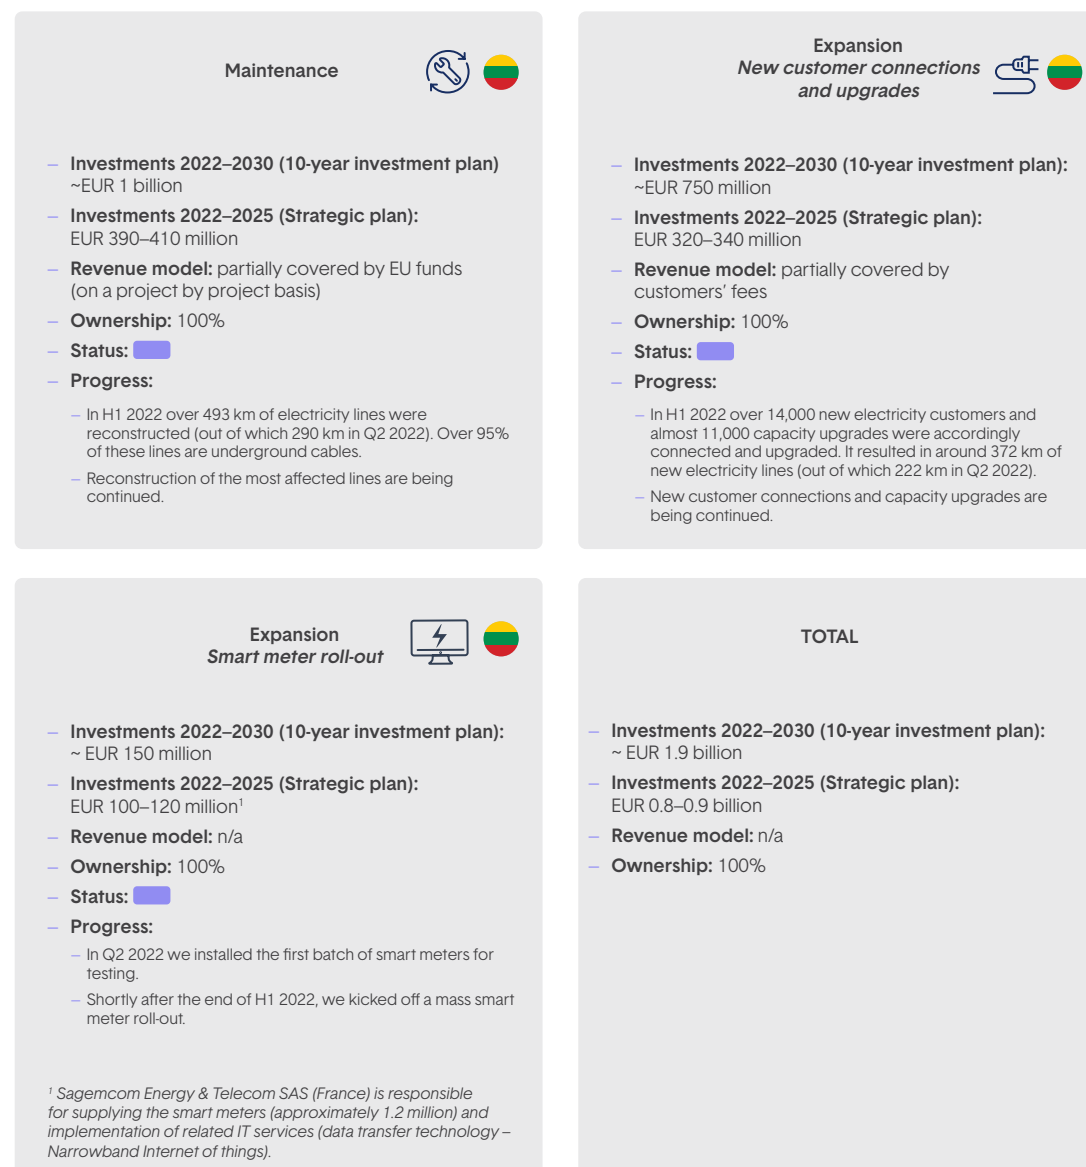 Maintenance
– Investments 2022–2030 (10-year investment plan)
~EUR 1 billion
– Investments 2022–2025 (Strategic plan):
EUR 390–410 million
– Revenue model: partially covered by EU funds
(on a project by project basis)
– Ownership: 100%
– Status:
– Progress:
– In H1 2022 over 493 km of electricity lines were
reconstructed (out of which 290 km in Q2 2022). Over 95%
of these lines are underground cables.
– Reconstruction of the most affected lines are being
continued.
Expansion
New customer connections
and upgrades
– Investments 2022–2030 (10-year investment plan):
~EUR 750 million
– Investments 2022–2025 (Strategic plan):
EUR 320–340 million
– Revenue model: partially covered by
customers’ fees
– Ownership: 100%
– Status:
– Progress:
– In H1 2022 over 14,000 new electricity customers and
almost 11,000 capacity upgrades were accordingly
connected and upgraded. It resulted in around 372 km of
new electricity lines (out of which 222 km in Q2 2022).
– New customer connections and capacity upgrades are
being continued.
Expansion
Smart meter roll-out
– Investments 2022–2030 (10-year investment plan):
~ EUR 150 million
– Investments 2022–2025 (Strategic plan):
EUR 100–120 million¹
– Revenue model: n/a
– Ownership: 100%
– Status:
– Progress:
– In Q2 2022 we installed the first batch of smart meters for
testing.
– Shortly after the end of H1 2022, we kicked off a mass smart
meter roll-out.
¹ Sagemcom Energy & Telecom SAS (France) is responsible
for supplying the smart meters (approximately 1.2 million) and
implementation of related IT services (data transfer technology –
Narrowband Internet of things).
TOTAL
– Investments 2022–2030 (10-year investment plan):
~ EUR 1.9 billion
– Investments 2022–2025 (Strategic plan):
EUR 0.8–0.9 billion
– Revenue model: n/a
– Ownership: 100%